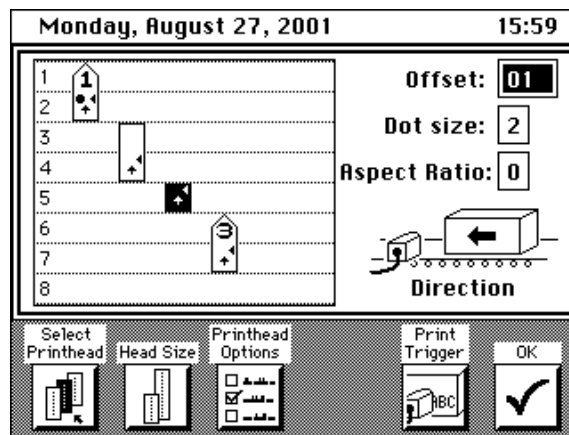 Monday, August 27, 2001 15:59
1
2
3
4
5
6
7
8
1
3
Offset: 01
Dot size: 2
Aspect Ratio: 0
Direction
Select
Printhead
Head Size
Printhead
Options
Print
Trigger
ABC
OK